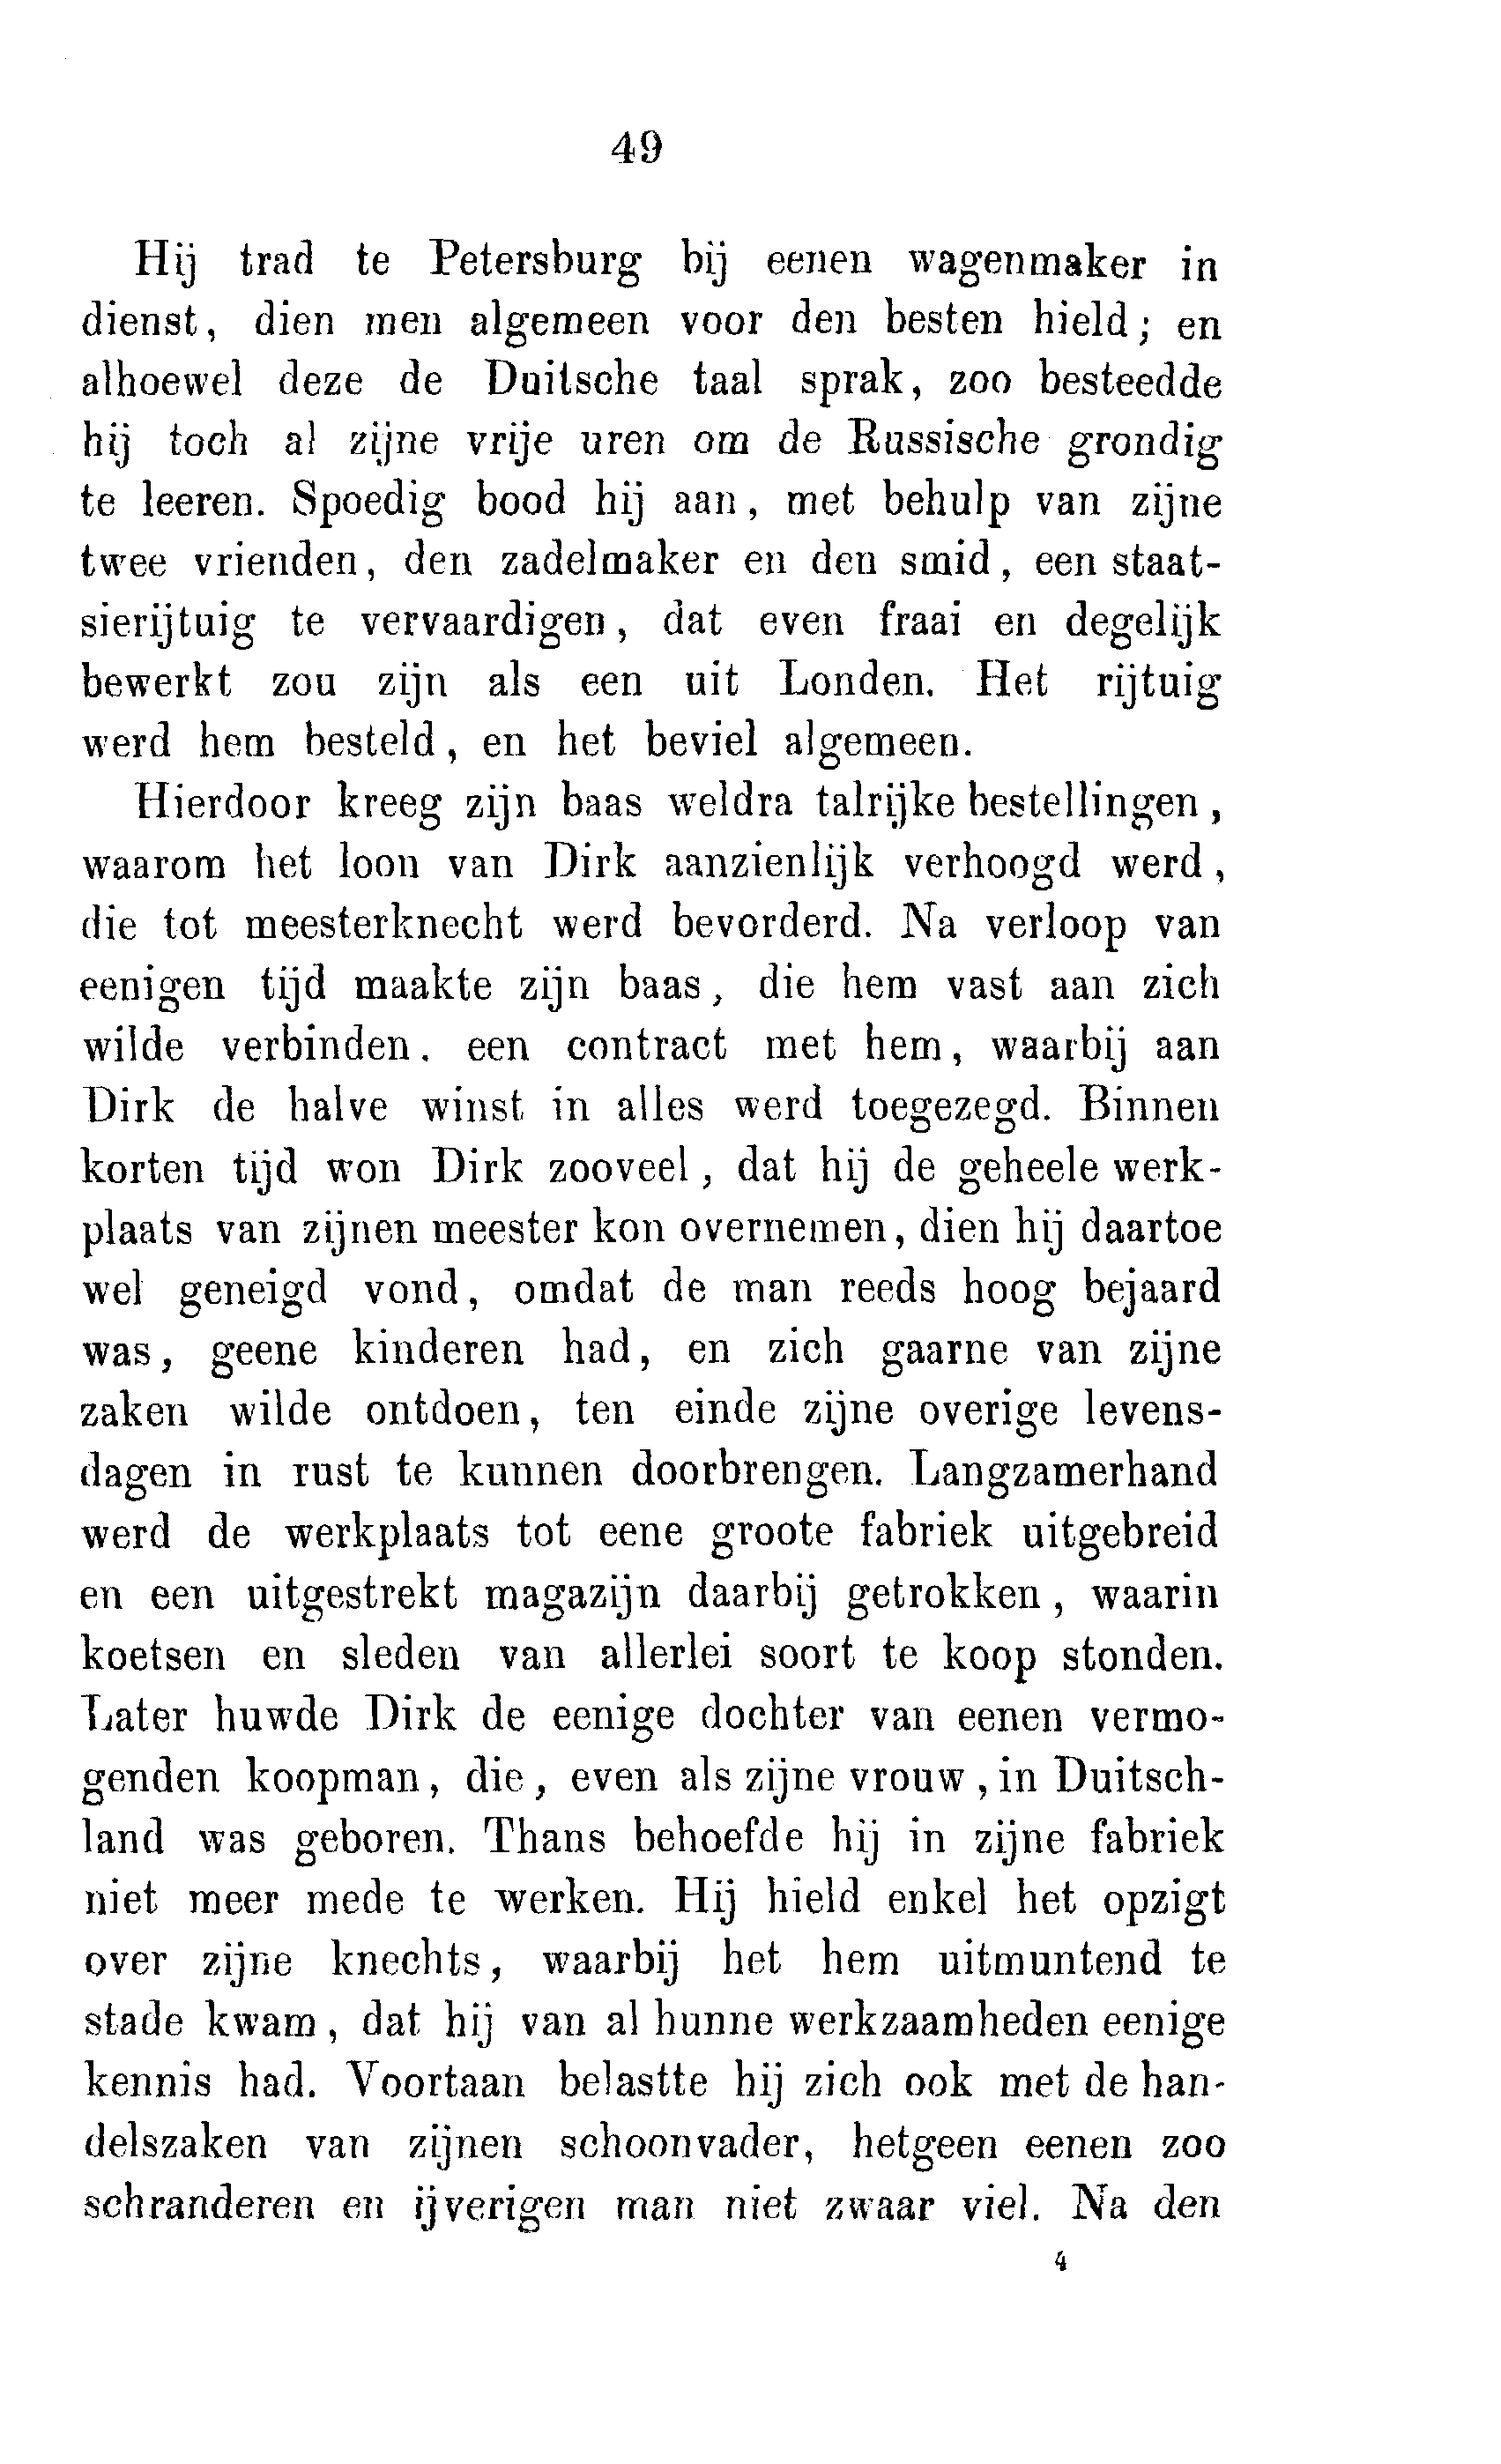 49
Hij trad te Petersburg bij eenen wagenmaker in
dienst, dien men algemeen voor den besten hield; en
alhoewel deze de Duitsche taal sprak, zoo besteedde
hij toch al zijne vrije uren om de Russische grondig
te leeren. Spoedig bood hij aan, met behulp van zijne
twee vrienden, den zadelmaker en den smid, een staat-
sierijtuig te vervaardigen, dat even fraai en degelijk
bewerkt zou zijn als een uit Londen. Het rijtuig
werd hem besteld, en het beviel algemeen.
Hierdoor kreeg zijn baas weldra talrijke bestellingen,
waarom het loon van Dirk aanzienlijk verhoogd werd,
die tot meesterknecht werd bevorderd. Na verloop van
eenigen tijd maakte zijn baas, die hem vast aan zich
wilde verbinden. een contract met hem, waarbij aan
Dirk de halve winst in alles werd toegezegd. Binnen
korten tijd won Dirk zooveel, dat hij de geheele werk-
plaats van zijnen meester kon overnemen, dien hij daartoe
wel geneigd vond, omdat de man reeds hoog bejaard
was, geene kinderen had, en zich gaarne van zijne
zaken wilde ontdoen, ten einde zijne overige levens-
dagen in rust te kunnen doorbrengen. Langzamerhand
werd de werkplaats tot eene groote fabriek uitgebreid
en een uitgestrekt magazijn daarbij getrokken, waarin
koetsen en sleden van allerlei soort te koop stonden.
Later huwde Dirk de eenige dochter van eenen vermo-
genden koopman, die, even als zijne vrouw, in Duitsch-
land was geboren. Thans behoefde hij in zijne fabriek
niet meer mede te werken. Hij hield enkel het opzigt
over zijne knechts, waarbij het hem uitmuntend te
stade kwam, dat hij van al hunne werkzaamheden eenige
kennis had. Voortaan belastte hij zich ook met de han-
delszaken van zijnen schoonvader, hetgeen eenen zoo
schranderen en ijverigen man niet zwaar viel. Na den
4